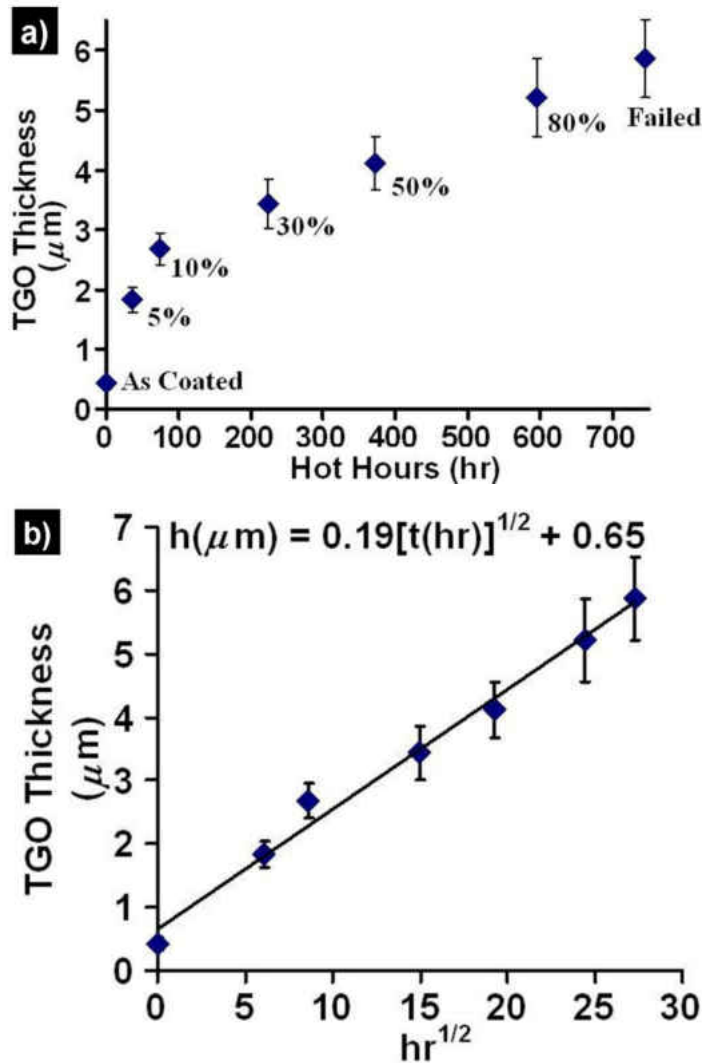 a)
6
5
4
3
2
1
0
TGO Thickness
(μm)
Failed
80%
50%
30%
10%
5%
As Coated
0 100 200 300 400 500 600 700
Hot Hours (hr)
b)
h(μm) = 0.19[t(hr)]^1/2 + 0.65
7
6
5
4
3
2
1
0
TGO Thickness
(μm)
0 5 10 15 20 25 30
hr^1/2